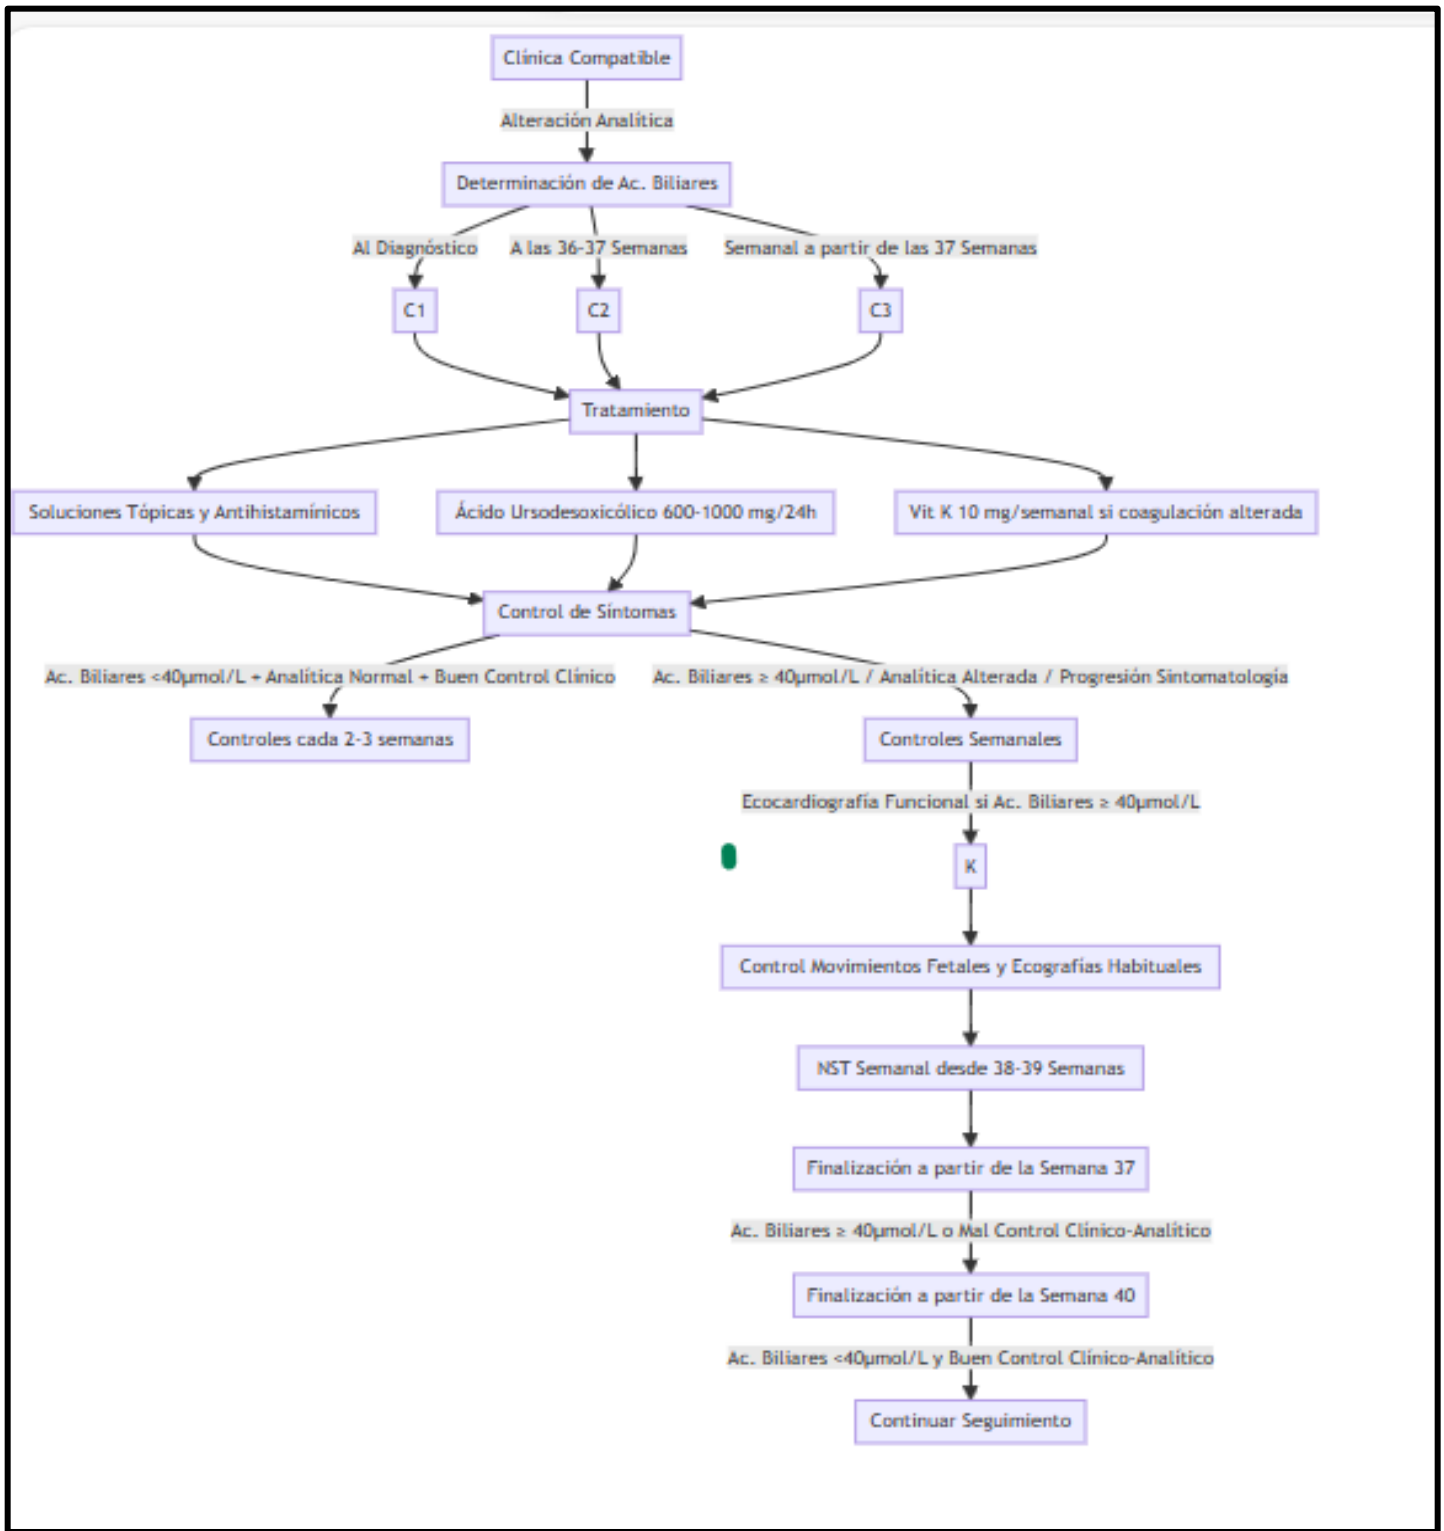 Clínica Compatible
Alteración Analítica
Determinación de Ac. Biliares
Al Diagnóstico
A las 36-37 Semanas
Semanal a partir de las 37 Semanas
C1
C2
C3
Tratamiento
Soluciones Tópicas y Antihistamínicos
Ácido Ursodesoxicólico 600-1000 mg/24h
Vit K 10 mg/semanal si coagulación alterada
Control de Síntomas
Ac. Biliares <40μmol/L + Analítica Normal + Buen Control Clínico
Ac. Biliares ≥ 40μmol/L / Analítica Alterada / Progresión Sintomatología
Controles cada 2-3 semanas
Controles Semanales
Ecocardiografía Funcional si Ac. Biliares ≥ 40μmol/L
K
Control Movimientos Fetales y Ecografías Habituales
NST Semanal desde 38-39 Semanas
Finalización a partir de la Semana 37
Ac. Biliares ≥ 40μmol/L o Mal Control Clínico-Analítico
Finalización a partir de la Semana 40
Ac. Biliares <40μmol/L y Buen Control Clínico-Analítico
Continuar Seguimiento